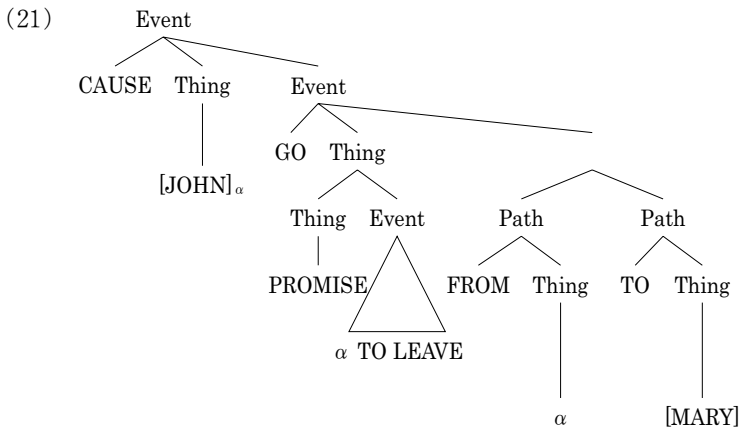 (21) Event
CAUSE Thing Event
GO Thing
[JOHN]α
Thing Event Path Path
PROMISE FROM Thing TO Thing
α TO LEAVE
α [MARY]